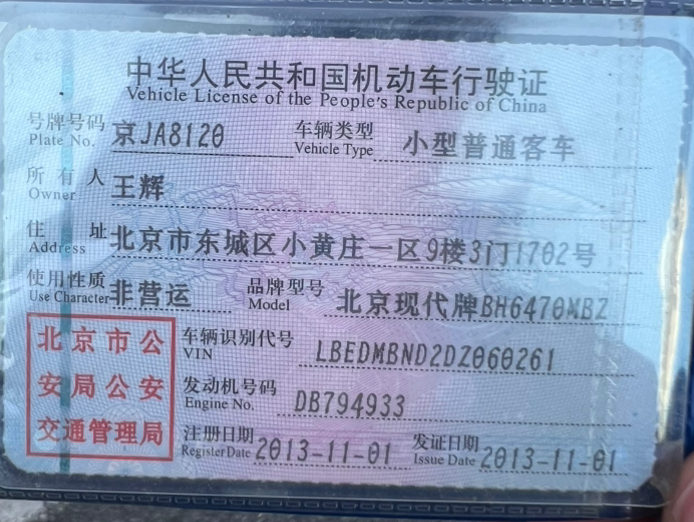 中华人民共和国机动车行驶证
Vehicle License of the People's Republic of China
号牌号码 京JA8120 车辆类型 小型普通客车
Plate No. Vehicle Type
所有人 王辉
Owner
住址 北京市东城区小黄庄一区9楼3门1702号
Address
使用性质 非营运 品牌型号 北京现代牌BH6470MBZ
Use Character Model
北京市公安局公安交通管理局
车辆识别代号 LBEDMBND2DZ060261
VIN
发动机号码 DB794933
Engine No.
注册日期 2013-11-01 发证日期 2013-11-01
Register Date Issue Date